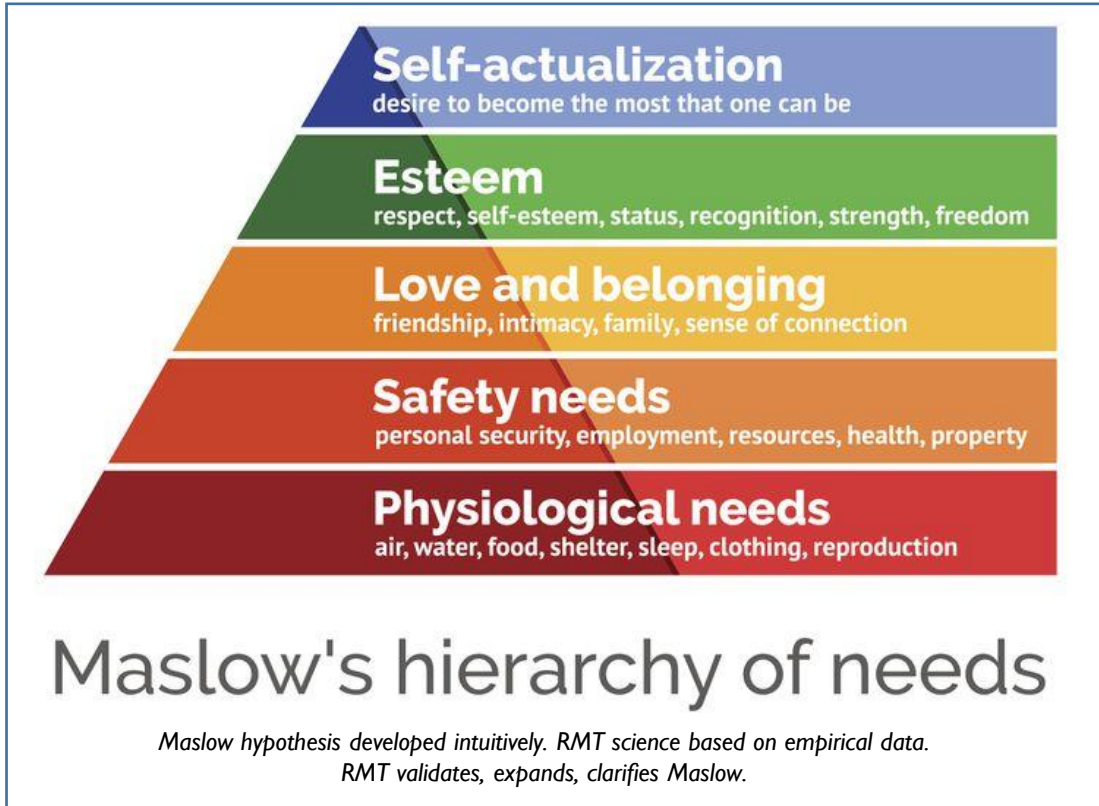 Self-actualization
desire to become the most that one can be
Esteem
respect, self-esteem, status, recognition, strength, freedom
Love and belonging
friendship, intimacy, family, sense of connection
Safety needs
personal security, employment, resources, health, property
Physiological needs
air, water, food, shelter, sleep, clothing, reproduction
Maslow's hierarchy of needs
Maslow hypothesis developed intuitively. RMT science based on empirical data.
RMT validates, expands, clarifies Maslow.